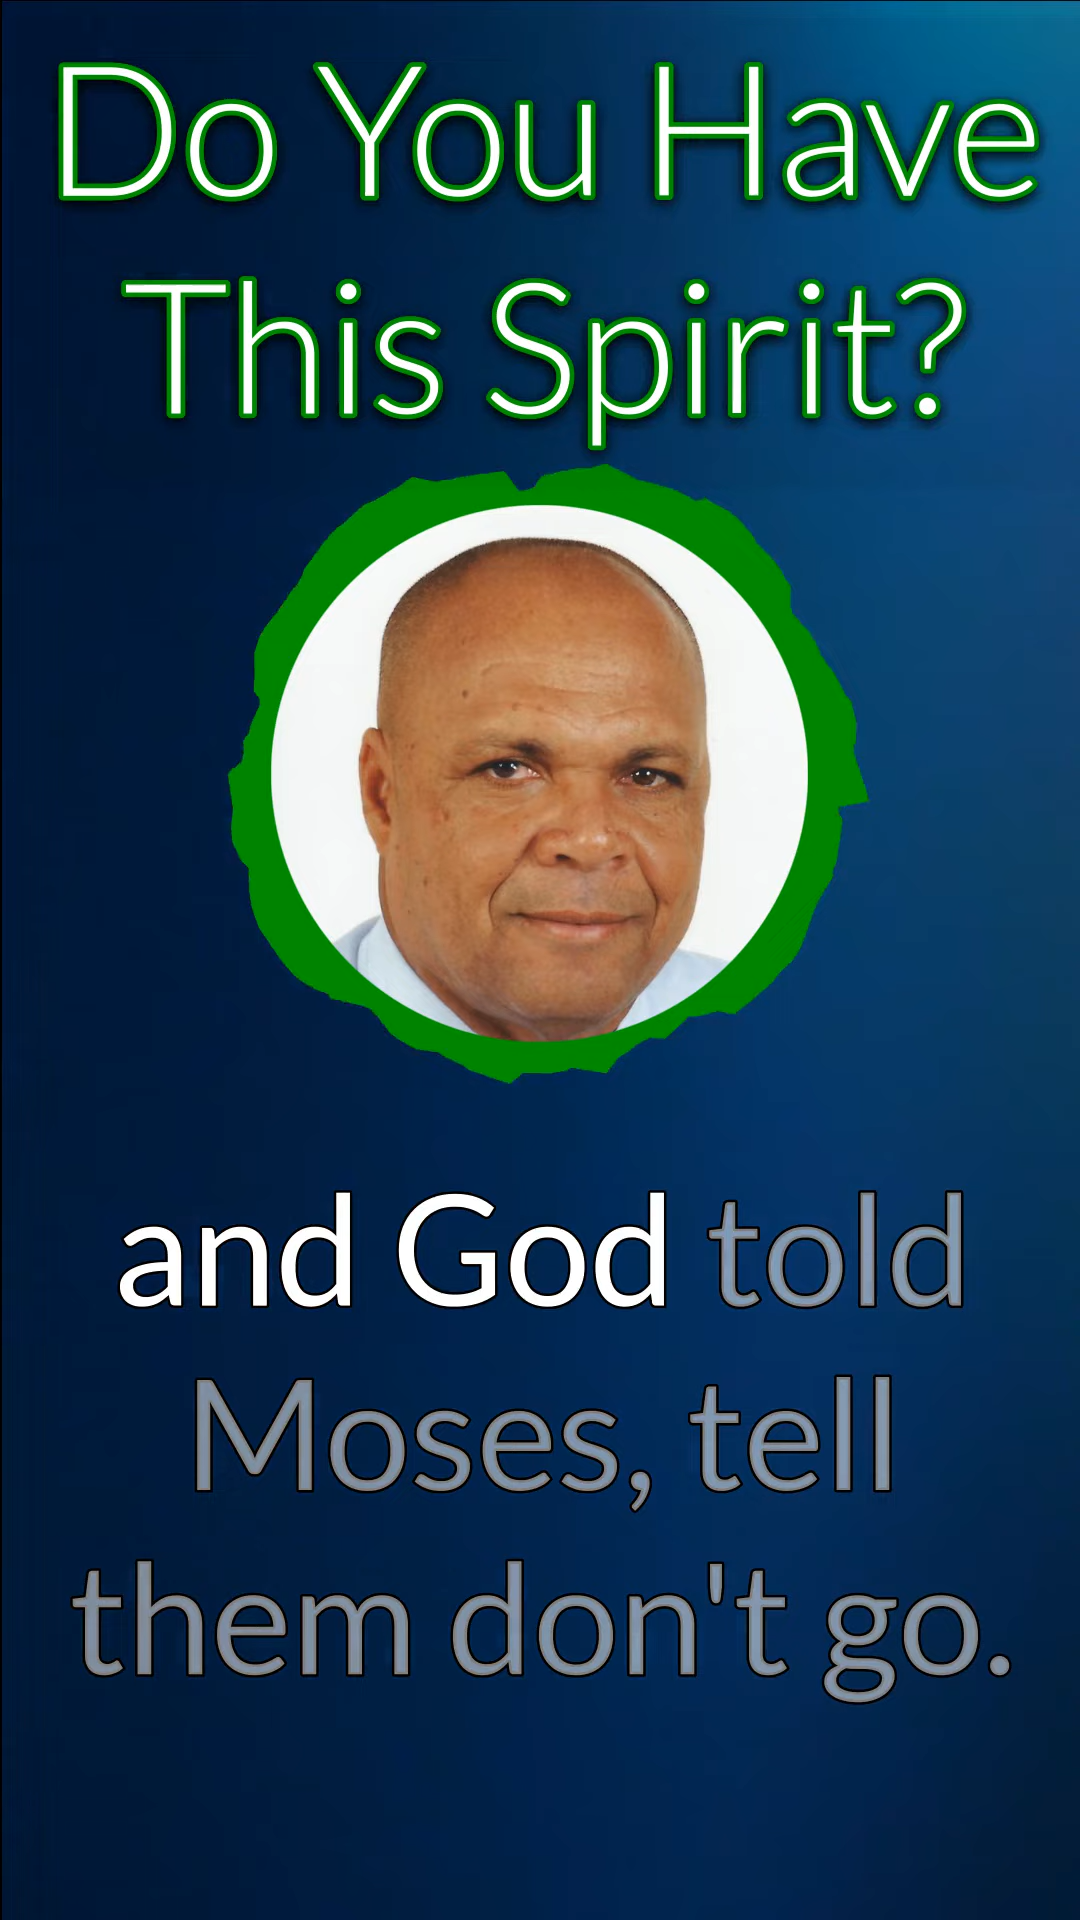 Do You Have
This Spirit?
and God told
Moses, tell
them don't go.